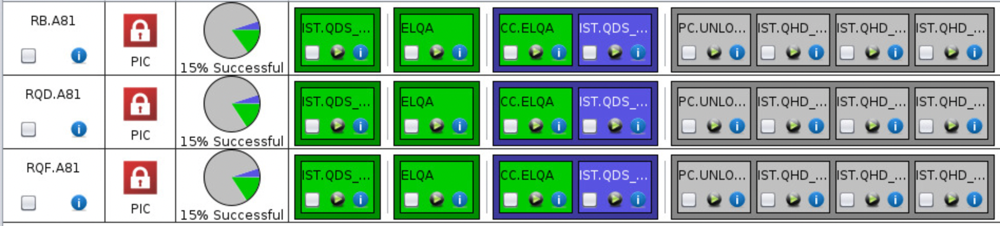 RB.A81
PIC
15% Successful
IST.QDS_...
ELQA
CC.ELQA
IST.QDS_...
PC.UNLO...
IST.QHD_...
IST.QHD_...
IST.QHD_...
RQD.A81
PIC
15% Successful
IST.QDS_...
ELQA
CC.ELQA
IST.QDS_...
PC.UNLO...
IST.QHD_...
IST.QHD_...
IST.QHD_...
RQF.A81
PIC
15% Successful
IST.QDS_...
ELQA
CC.ELQA
IST.QDS_...
PC.UNLO...
IST.QHD_...
IST.QHD_...
IST.QHD_...